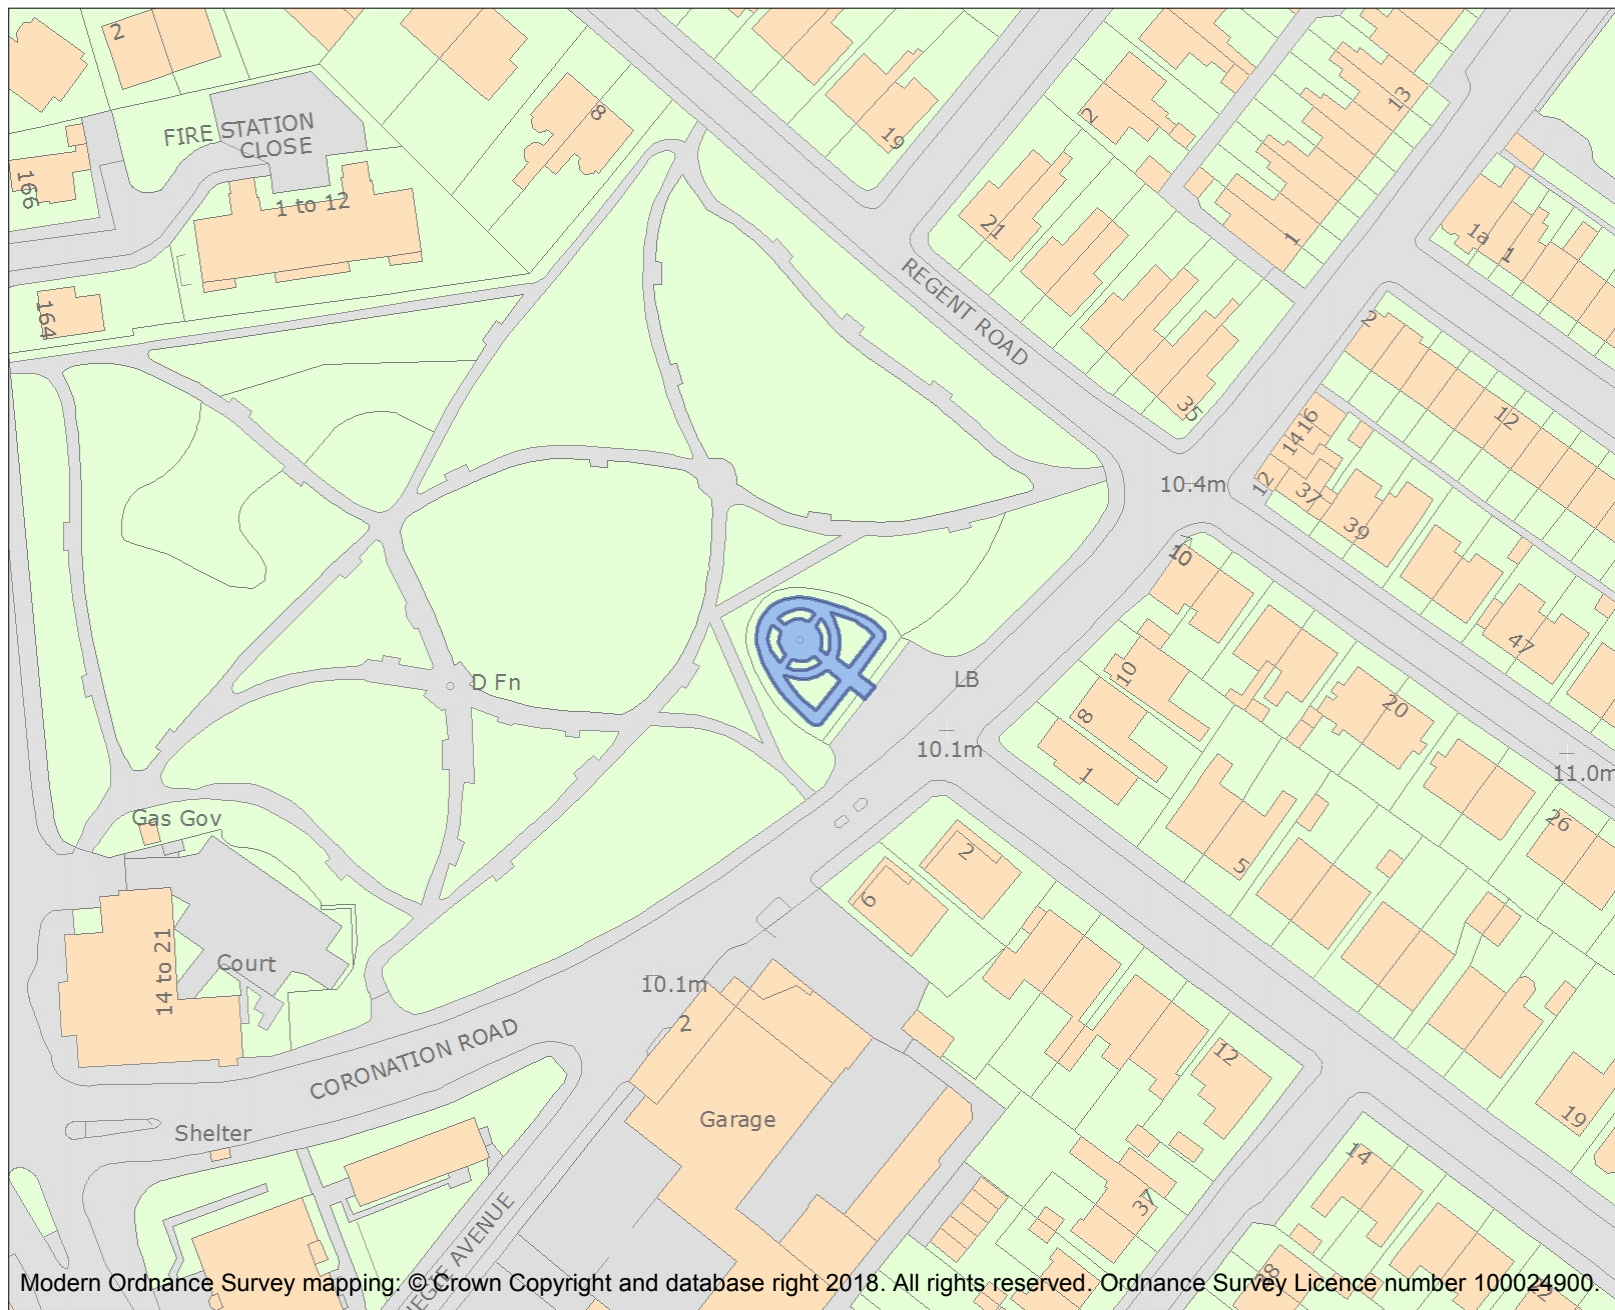 2
FIRE STATION
CLOSE
8
19
2
13
166
1 to 12
21
1
1a
1
164
REGENT ROAD
35
2
12
16
14
12
37
39
10.4m
10
47
D Fn
LB
10
8
1
20
10.1m
11.0m
Gas Gov
26
5
2
6
14 to 21
Court
10.1m
2
12
CORONATION ROAD
Garage
19
Shelter
14
37
AVENUE
Modern Ordnance Survey mapping: © Crown Copyright and database right 2018. All rights reserved. Ordnance Survey Licence number 100024900.